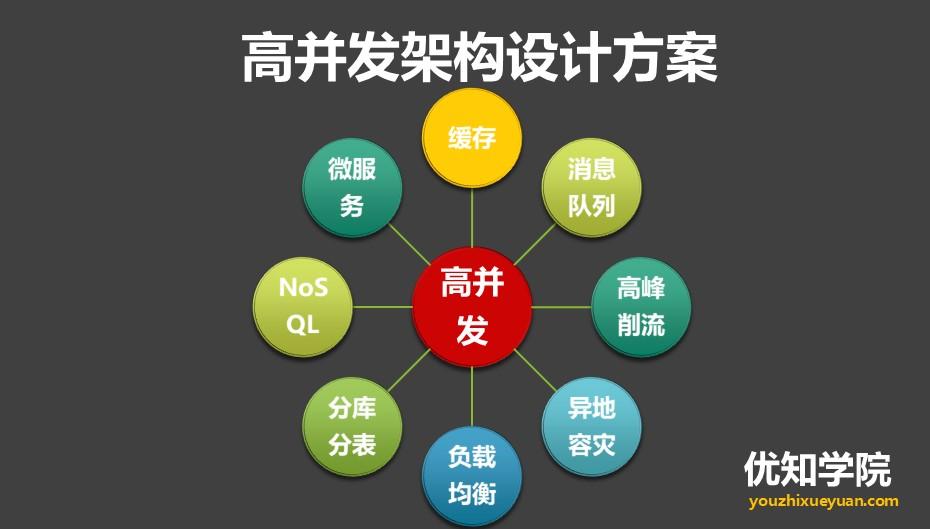 高并发架构设计方案
缓存
消息
队列
高峰
削流
异地
容灾
负载
均衡
分库
分表
NoS
QL
微服
务
高并
发
优知学院
youzhixueyuan.com